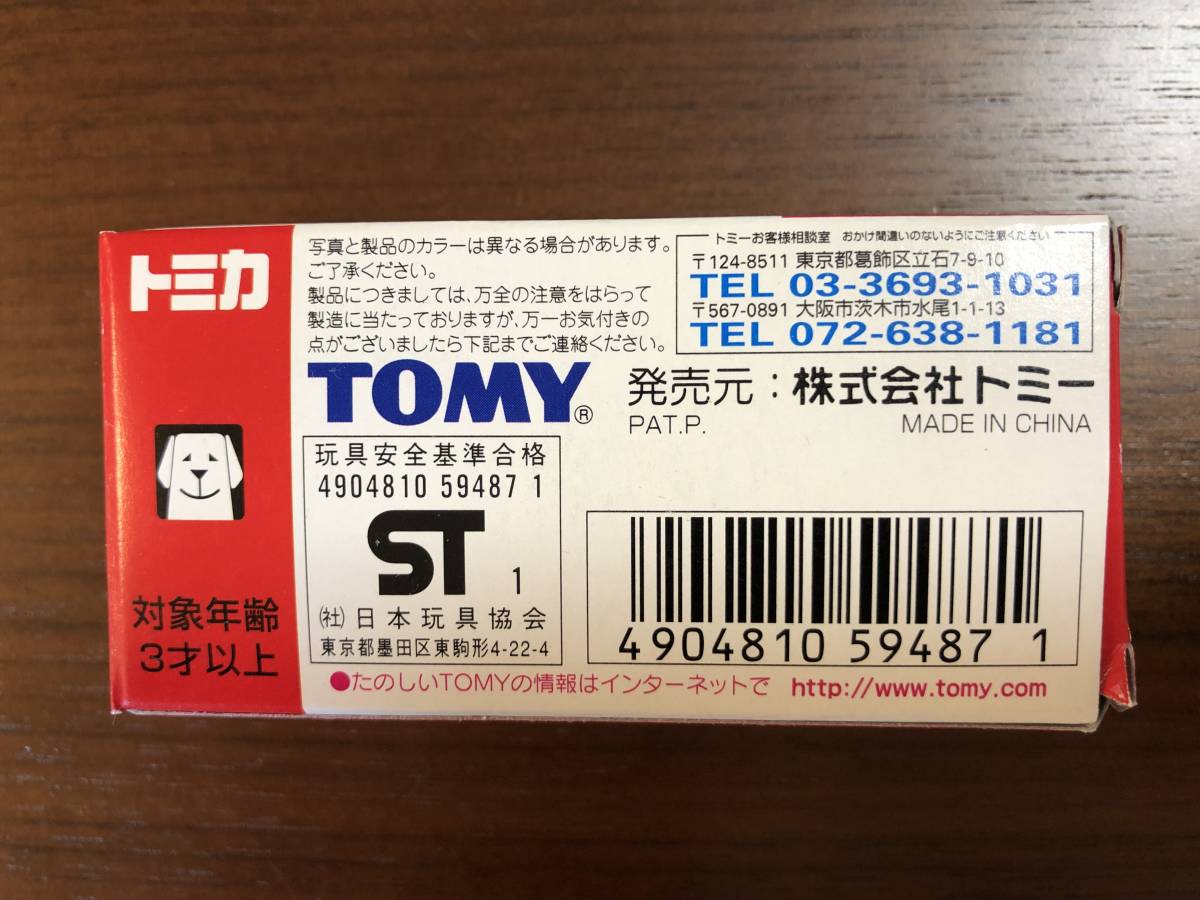 トミカ
対象年齢
3才以上
写真と製品のカラーは異なる場合があります。
ご了承ください。
製品につきましては、万全の注意をはらって
製造に当たっておりますが、万一お気付きの
点がございましたら下記までご連絡ください。
トミーお客様相談室 おかけ間違いのないようにご注意ください
〒124-8511 東京都葛飾区立石7-9-10
TEL 03-3693-1031
〒567-0891 大阪市茨木市水尾1-1-13
TEL 072-638-1181
TOMY®
発売元:株式会社トミー
PAT.P.
MADE IN CHINA
玩具安全基準合格
4904810 59487 1
ST 1
(社)日本玩具協会
東京都墨田区東駒形4-22-4
4904810 59487 1
●たのしいTOMYの情報はインターネットで http://www.tomy.com